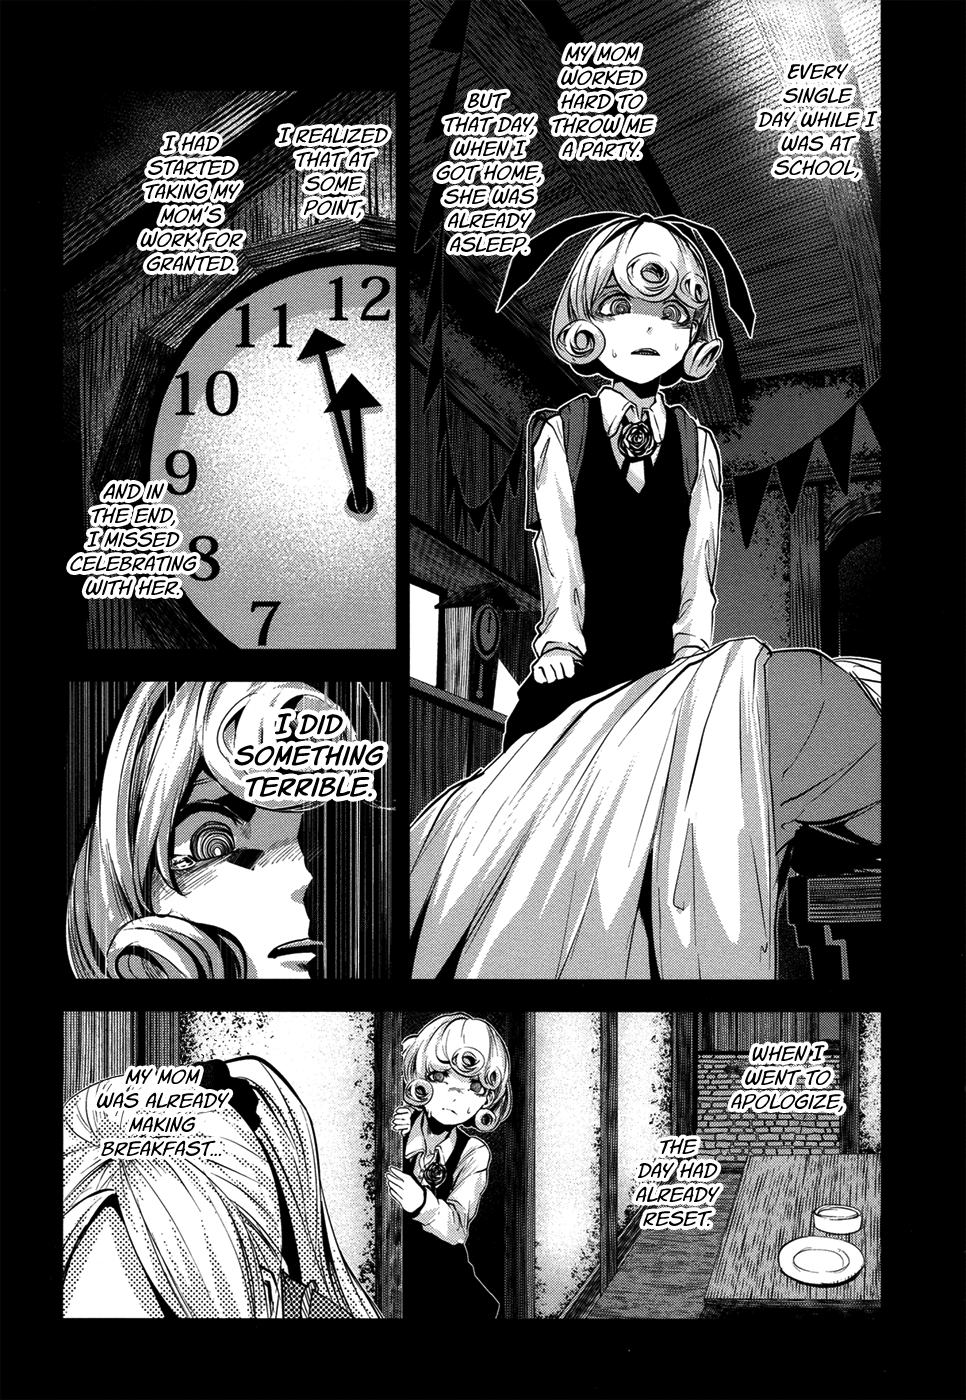 EVERY
SINGLE
DAY WHILE I
WAS AT
SCHOOL,
MY MOM
WORKED
HARD TO
THROW ME
A PARTY.
BUT
THAT DAY,
WHEN I
GOT HOME,
SHE WAS
ALREADY
ASLEEP.
I REALIZED
THAT AT
SOME
POINT,
I HAD
STARTED
TAKING MY
MOM'S
WORK FOR
GRANTED.
12
11
10
9
8
7
AND IN
THE END,
I MISSED
CELEBRATING
WITH HER.
I DID
SOMETHING
TERRIBLE.
WHEN I
WENT TO
APOLOGIZE,
THE
DAY HAD
ALREADY
RESET.
MY MOM
WAS ALREADY
MAKING
BREAKFAST...